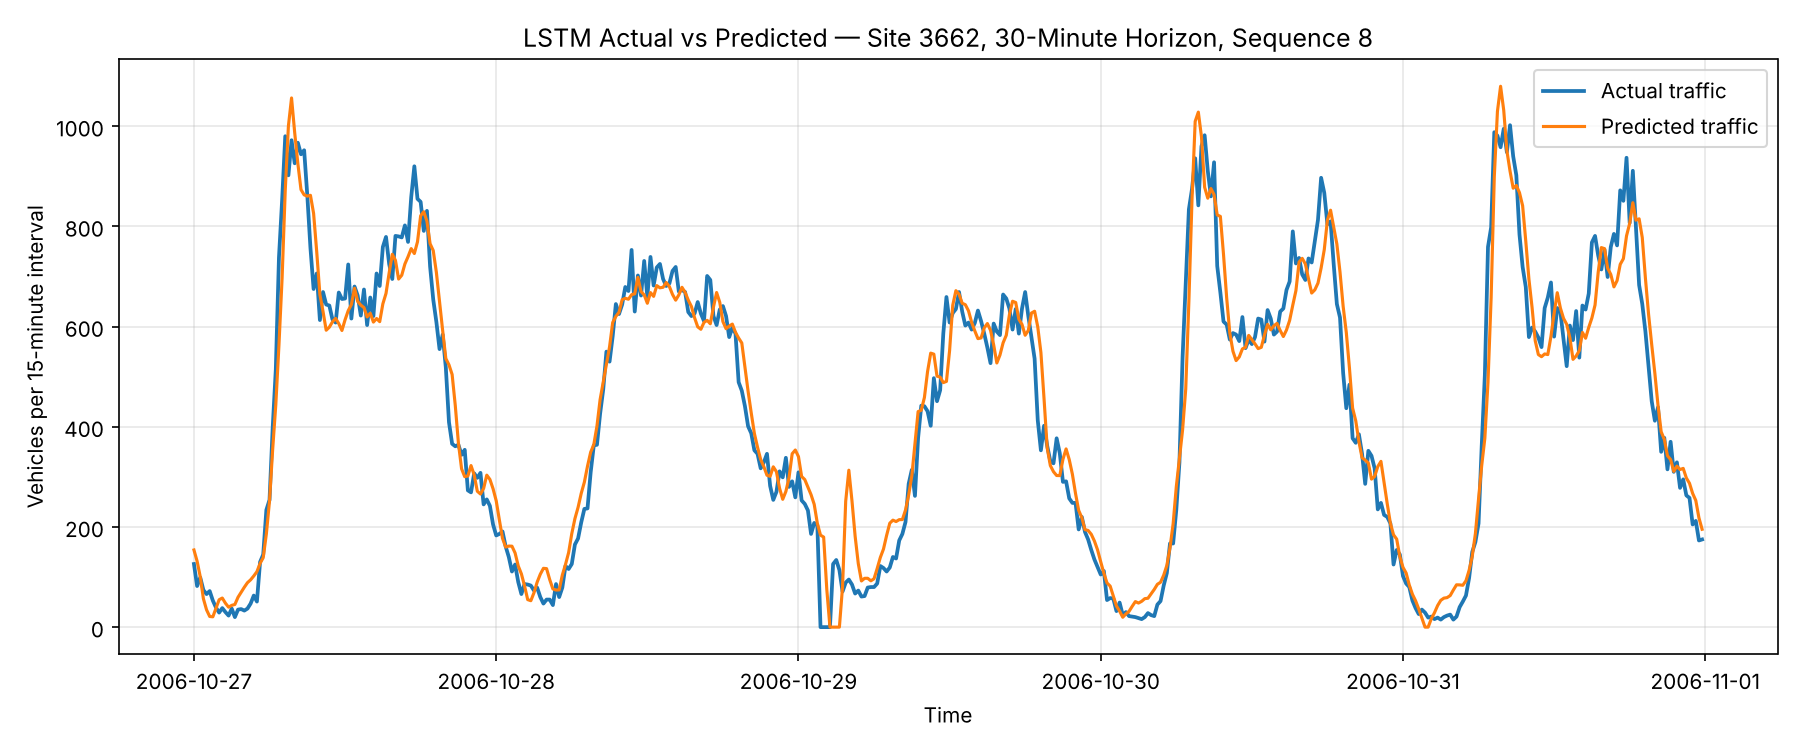 LSTM Actual vs Predicted — Site 3662, 30-Minute Horizon, Sequence 8
Actual traffic
Predicted traffic
Vehicles per 15-minute interval
1000
800
600
400
200
0
2006-10-27 2006-10-28 2006-10-29 2006-10-30 2006-10-31 2006-11-01
Time